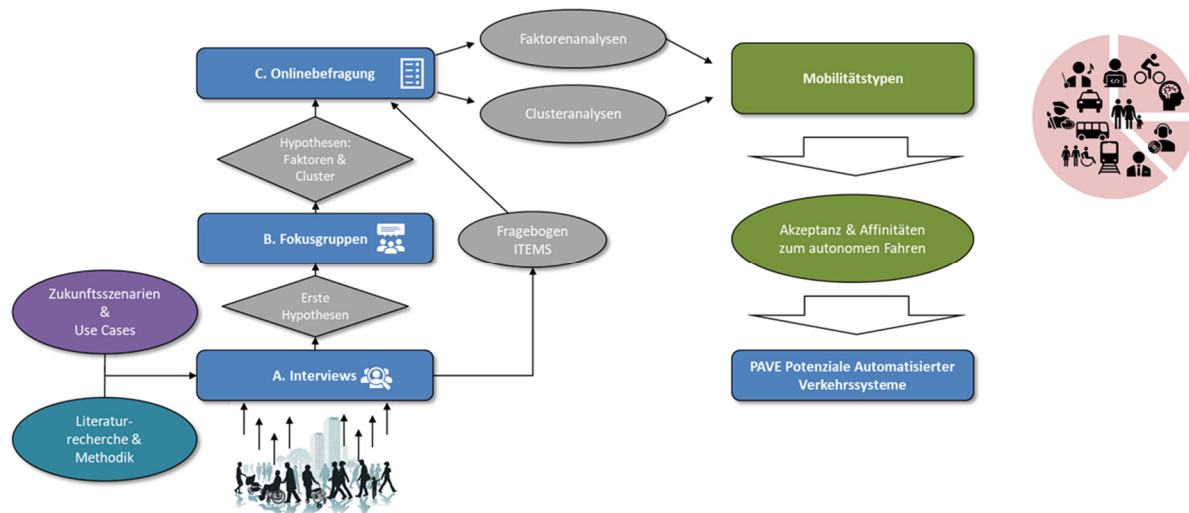 Faktorenanalysen
C. Onlinebefragung
Mobilitätstypen
Clusteranalysen
Hypothesen:
Faktoren &
Cluster
B. Fokusgruppen
Fragebogen
ITEMS
Akzeptanz & Affinitäten
zum autonomen Fahren
Zukunftsszenarien
&
Use Cases
Erste
Hypothesen
A. Interviews
PAVE Potenziale Automatisierter
Verkehrssysteme
Literatur-
recherche &
Methodik